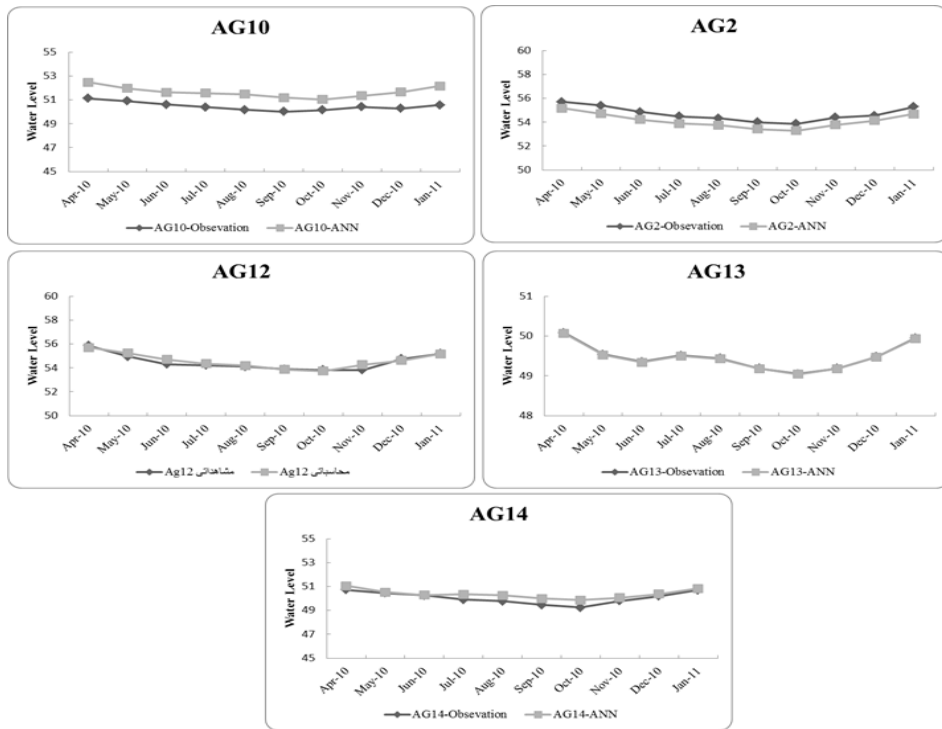 AG10
Water Level
55
53
51
49
47
45
Apr-10 May-10 Jun-10 Jul-10 Aug-10 Sep-10 Oct-10 Nov-10 Dec-10 Jan-11
AG10-Obsevation AG10-ANN
AG2
Water Level
60
58
56
54
52
50
Apr-10 May-10 Jun-10 Jul-10 Aug-10 Sep-10 Oct-10 Nov-10 Dec-10 Jan-11
AG2-Obsevation AG2-ANN
AG12
Water Level
60
58
56
54
52
50
Apr-10 May-10 Jun-10 Jul-10 Aug-10 Sep-10 Oct-10 Nov-10 Dec-10 Jan-11
Ag12 مشاهداتی Ag12 محاسباتی
AG13
Water Level
51
50
49
48
Apr-10 May-10 Jun-10 Jul-10 Aug-10 Sep-10 Oct-10 Nov-10 Dec-10 Jan-11
AG13-Obsevation AG13-ANN
AG14
Water Level
55
53
51
49
47
45
Apr-10 May-10 Jun-10 Jul-10 Aug-10 Sep-10 Oct-10 Nov-10 Dec-10 Jan-11
AG14-Obsevation AG14-ANN